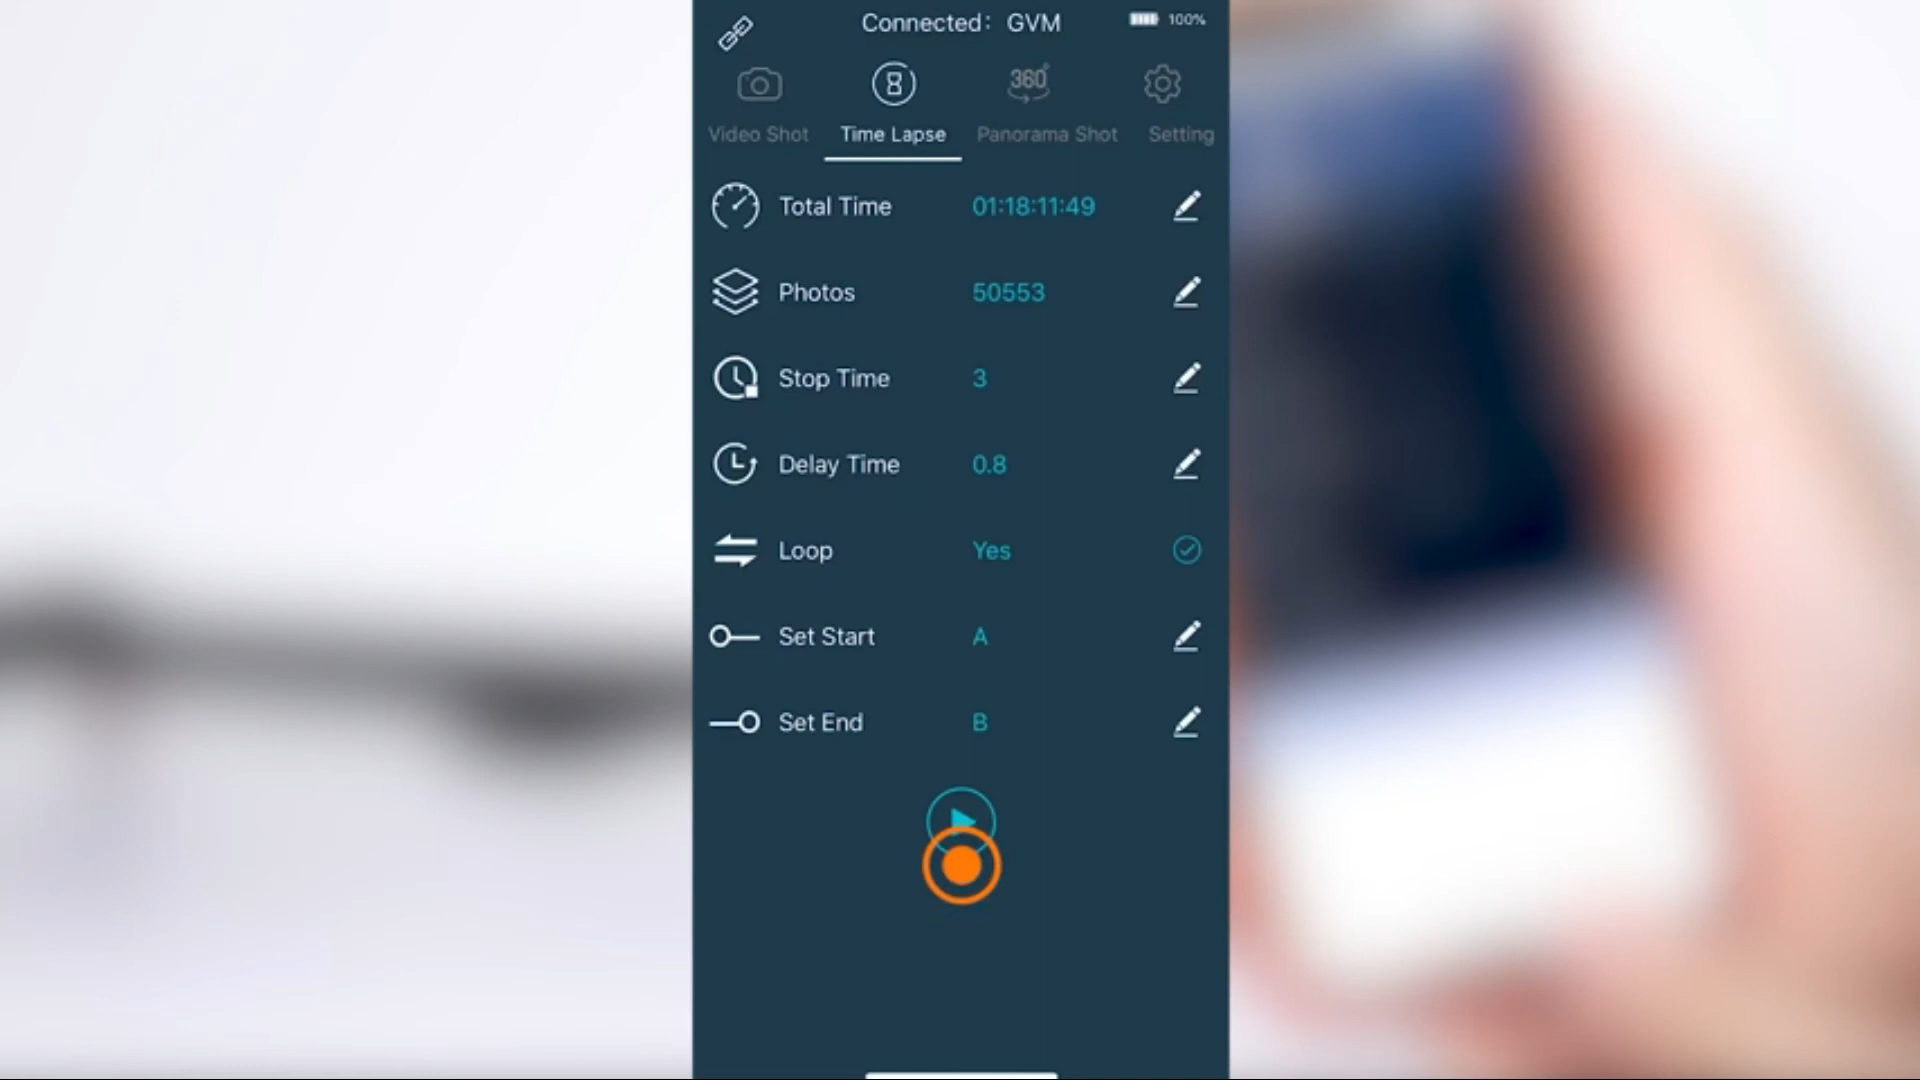 Connected: GVM 100%
360°
Video Shot Time Lapse Panorama Shot Setting
Total Time 01:18:11:49
Photos 50553
Stop Time 3
Delay Time 0.8
Loop Yes
Set Start A
Set End B